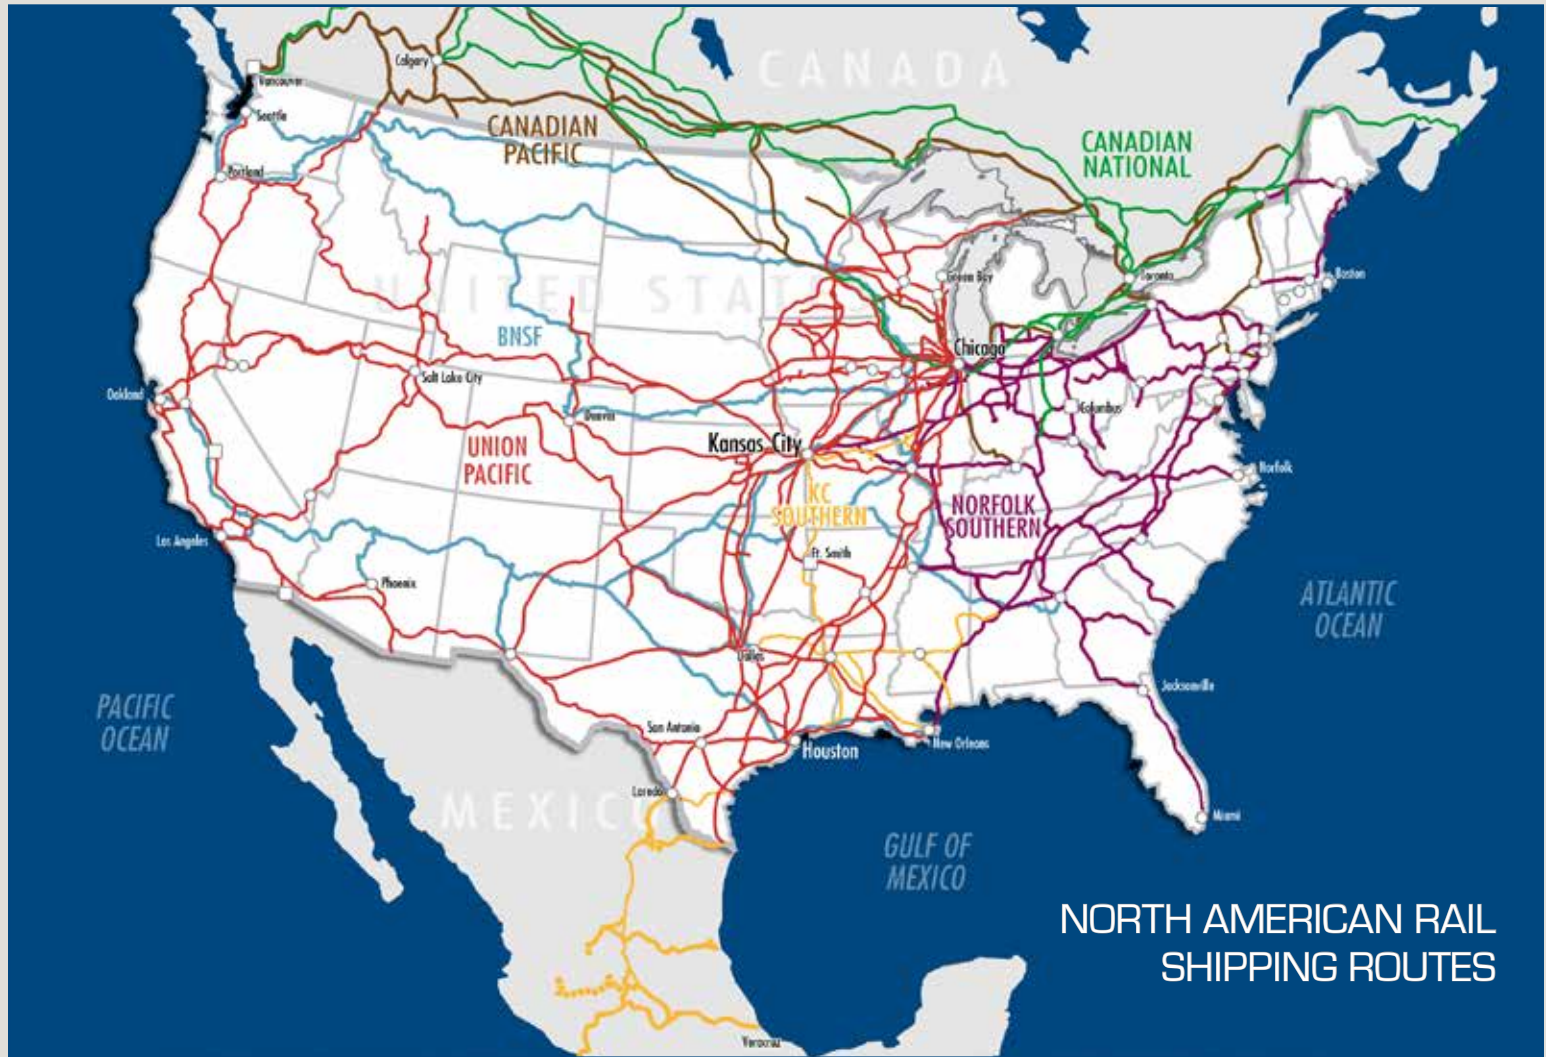 CANADA
Vancouver
Calgary
Seattle
CANADIAN
PACIFIC
CANADIAN
NATIONAL
Portland
UNITED STAT
Green Bay
Toronto
Boston
BNSF
Chicago
Salt Lake City
Oakland
Denver
Columbus
UNION
PACIFIC
Kansas City
Norfolk
KC
SOUTHERN
NORFOLK
SOUTHERN
Los Angeles
Ft. Smith
Phoenix
ATLANTIC
OCEAN
Dallas
Jacksonville
PACIFIC
OCEAN
San Antonio
Houston
New Orleans
Laredo
MEXICO
Miami
GULF OF
MEXICO
NORTH AMERICAN RAIL
SHIPPING ROUTES
Veracruz